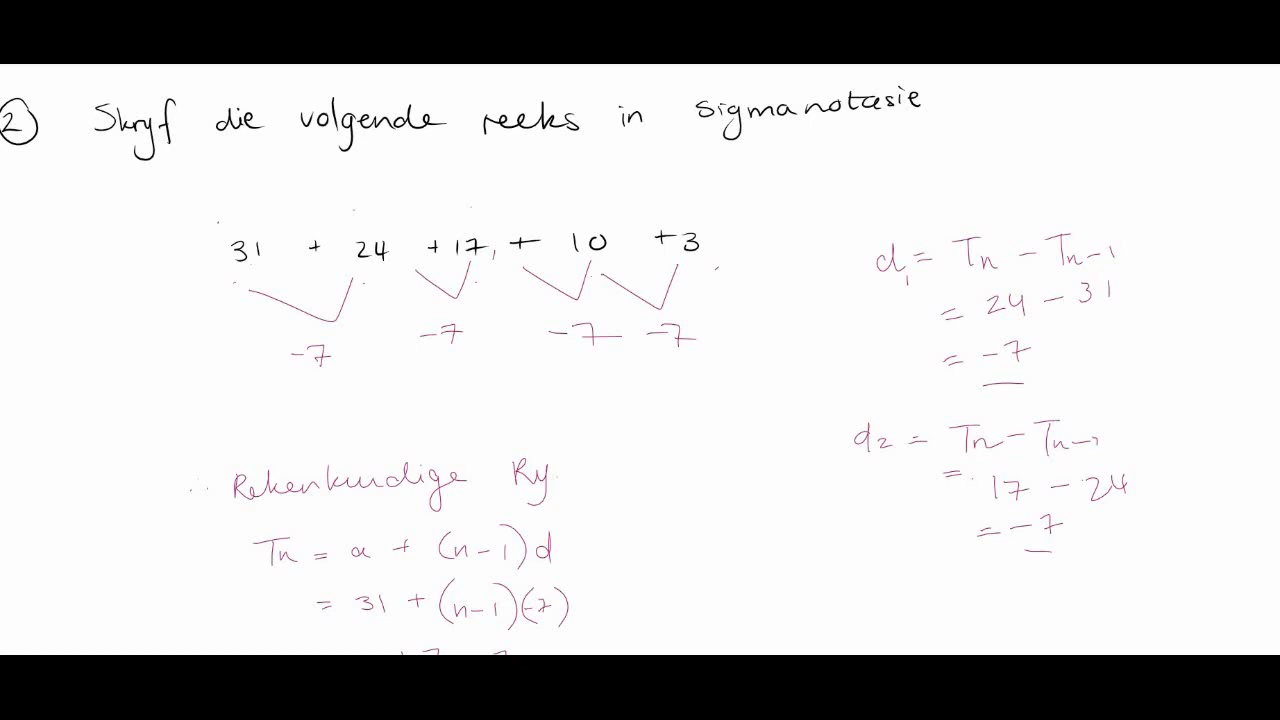 ② Skryf die volgende reeks in sigmanotasie
31 + 24 + 17, + 10 + 3
-7 -7 -7 -7
d₁ = Tn - Tn-1
= 24 - 31
= -7
d₂ = Tn - Tn-1
= 17 - 24
= -7
∴ Rekenkundige Ry
Tn = a + (n-1)d
= 31 + (n-1)(-7)